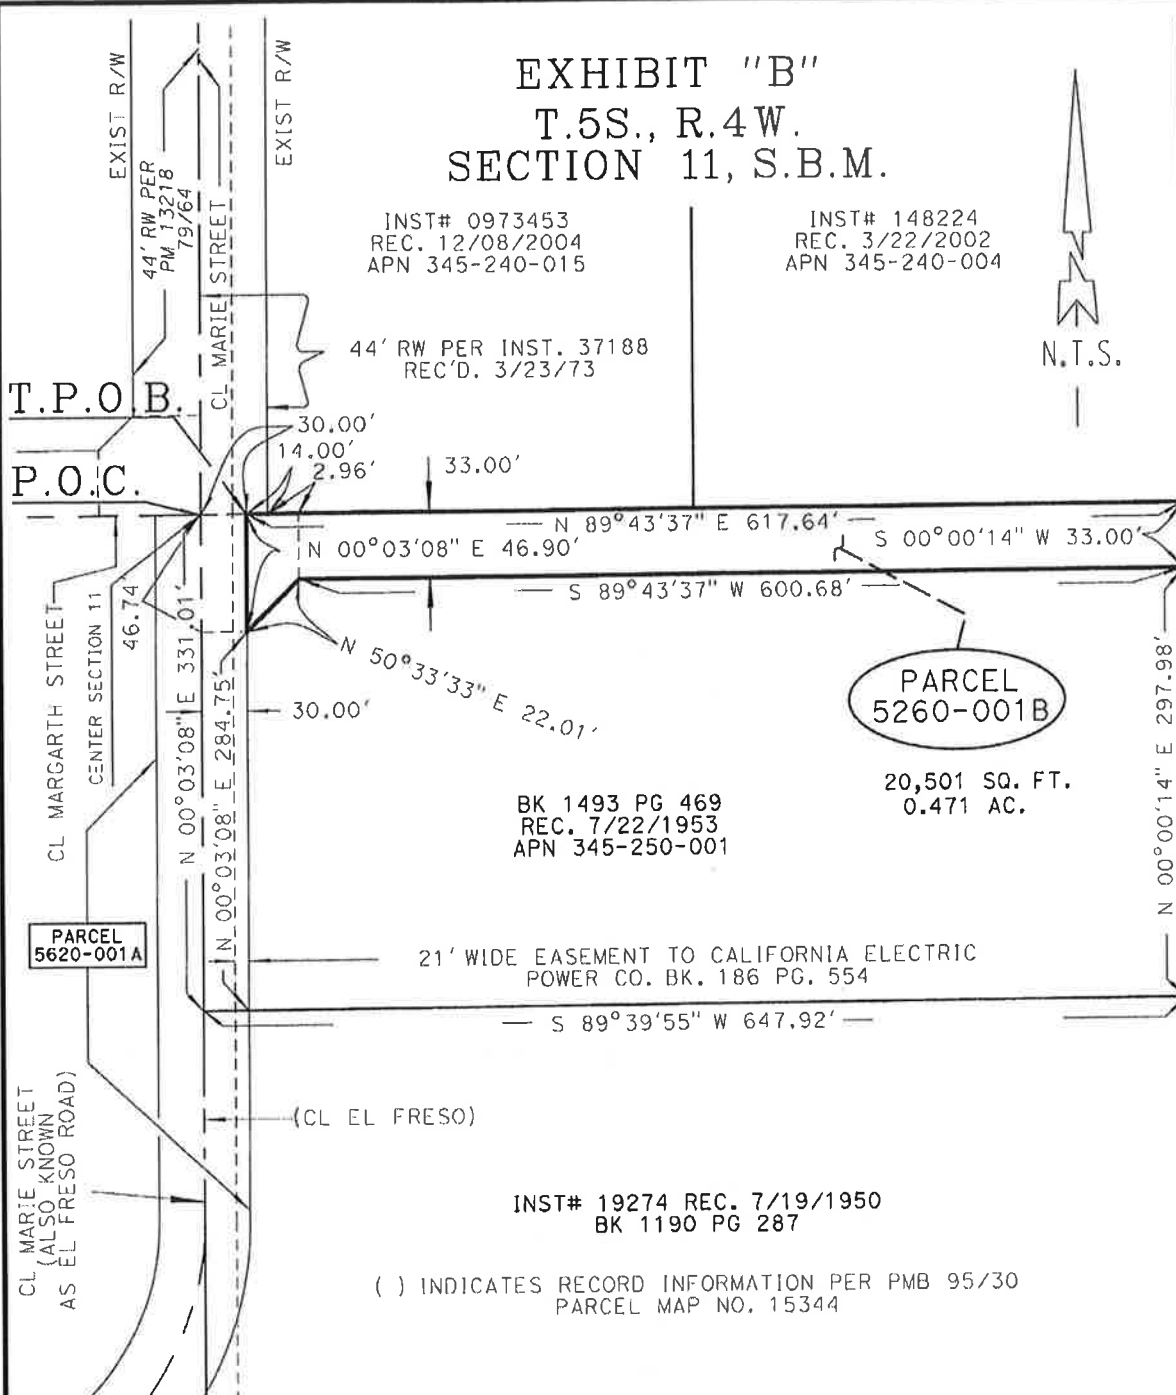 EXHIBIT "B"
T.5S., R.4W.
SECTION 11, S.B.M.
EXIST R/W
EXIST R/W
44' RW PER
PM 13218
79/64
CL MARIE STREET
INST# 0973453
REC. 12/08/2004
APN 345-240-015
INST# 148224
REC. 3/22/2002
APN 345-240-004
N.T.S.
44' RW PER INST. 37188
REC'D. 3/23/73
T.P.O.B.
P.O.C.
30.00'
14.00'
2.96'
33.00'
N 89°43'37" E 617.64'
N 00°03'08" E 46.90'
S 00°00'14" W 33.00'
S 89°43'37" W 600.68'
N 50°33'33" E 22.01'
30.00'
CL MARGARTH STREET
CENTER SECTION 11
46.74'
N 00°03'08" E 331.01'
N 00°03'08" E 284.75'
PARCEL
5260-001B
20,501 SQ. FT.
0.471 AC.
N 00°00'14" E 297.98'
BK 1493 PG 469
REC. 7/22/1953
APN 345-250-001
PARCEL
5620-001A
21' WIDE EASEMENT TO CALIFORNIA ELECTRIC
POWER CO. BK. 186 PG. 554
S 89°39'55" W 647.92'
(CL EL FRESO)
CL MARIE STREET
(ALSO KNOWN
AS EL FRESO ROAD)
INST# 19274 REC. 7/19/1950
BK 1190 PG 287
( ) INDICATES RECORD INFORMATION PER PMB 95/30
PARCEL MAP NO. 15344